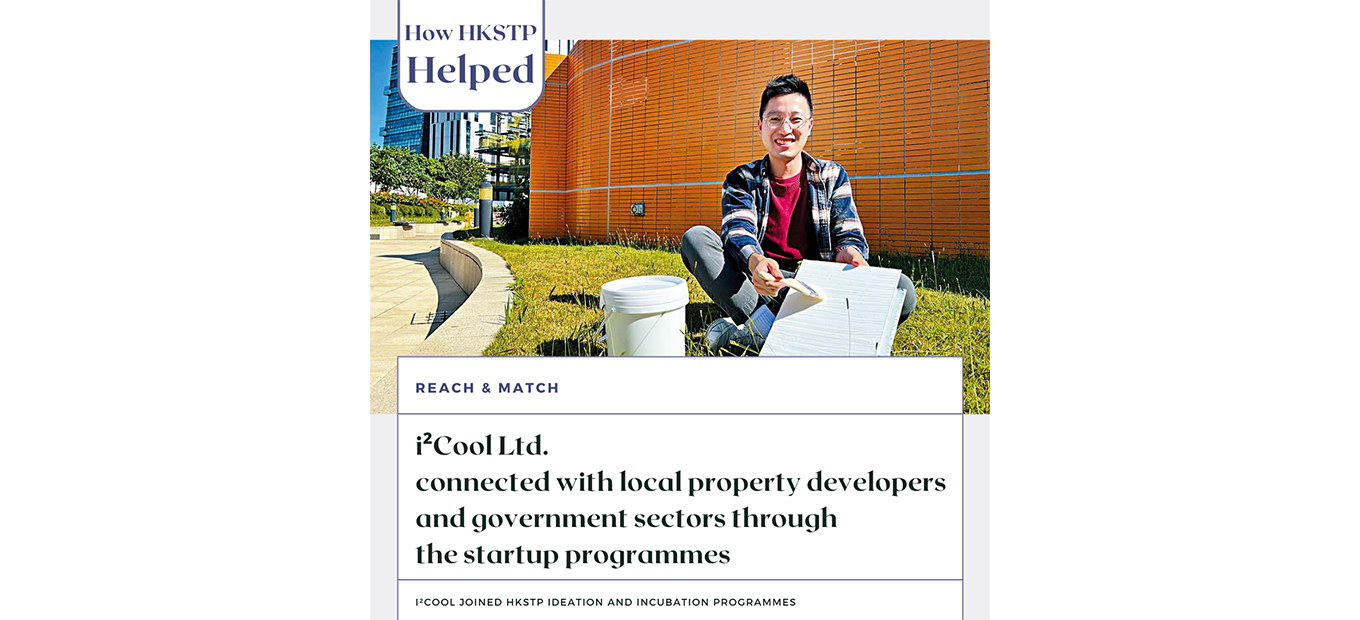 How HKSTP
Helped
REACH & MATCH
i²Cool Ltd.
connected with local property developers
and government sectors through
the startup programmes
I²COOL JOINED HKSTP IDEATION AND INCUBATION PROGRAMMES